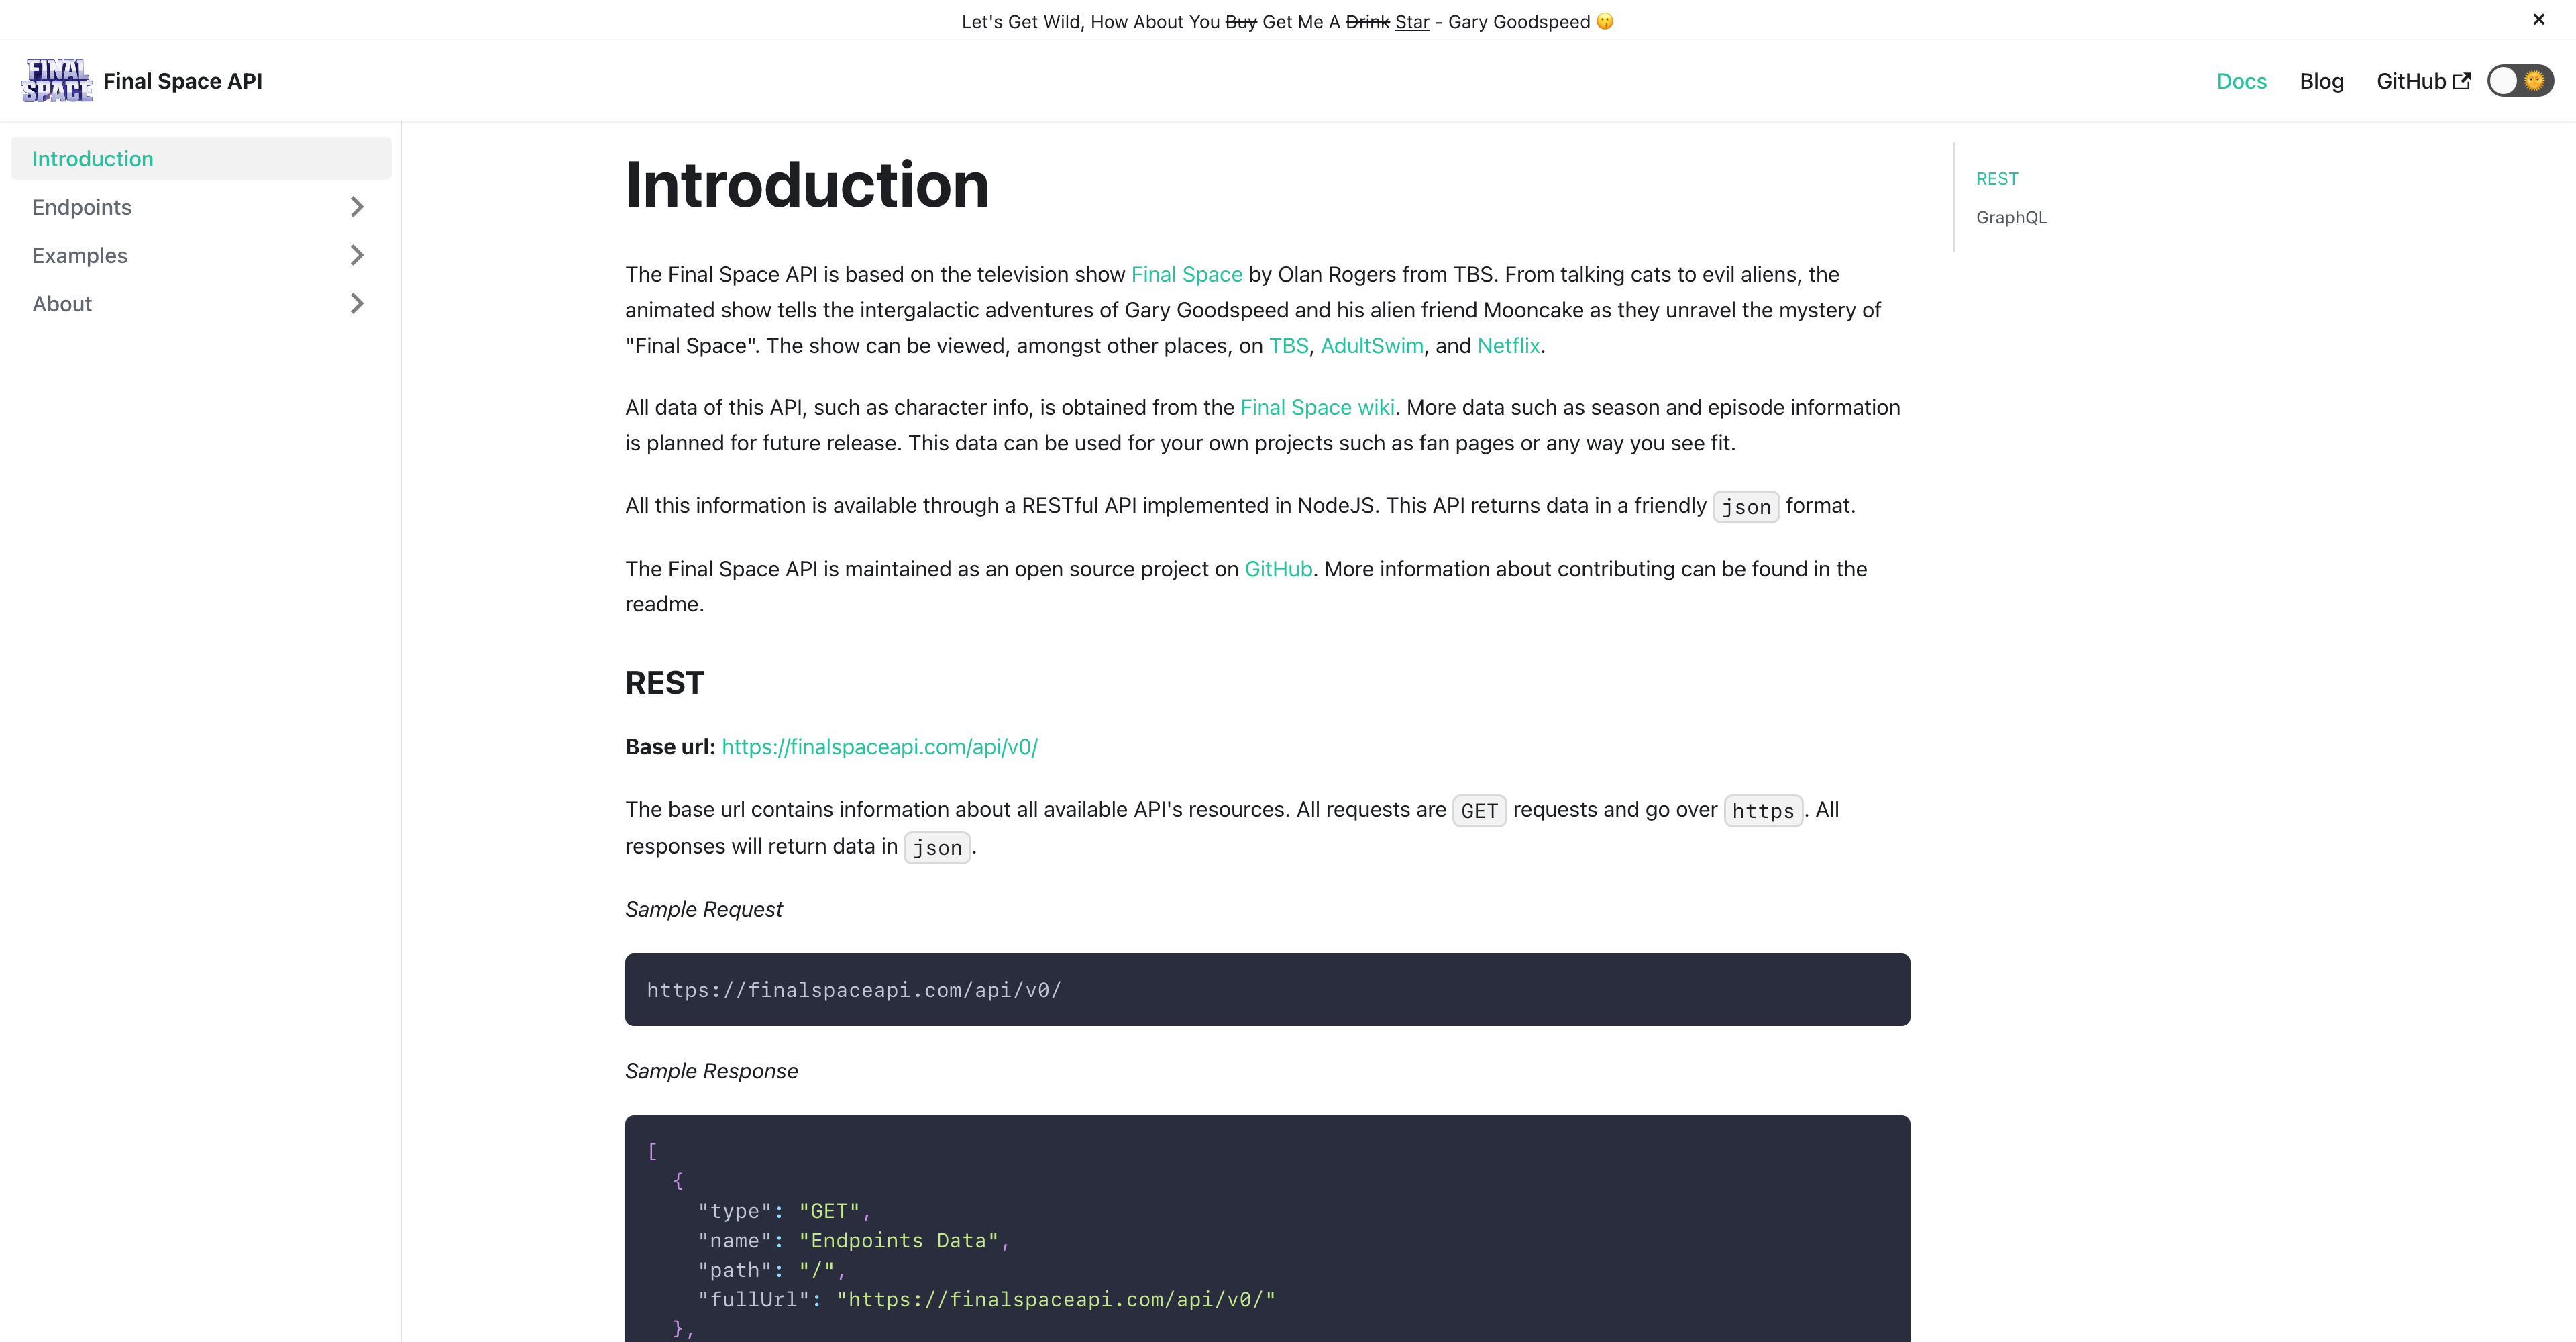 Let's Get Wild, How About You Buy Get Me A Drink Star - Gary Goodspeed 😗
FINAL SPACE
Final Space API
Docs
Blog
GitHub
Introduction
Endpoints
Examples
About
Introduction
The Final Space API is based on the television show Final Space by Olan Rogers from TBS. From talking cats to evil aliens, the
animated show tells the intergalactic adventures of Gary Goodspeed and his alien friend Mooncake as they unravel the mystery of
"Final Space". The show can be viewed, amongst other places, on TBS, AdultSwim, and Netflix.
All data of this API, such as character info, is obtained from the Final Space wiki. More data such as season and episode information
is planned for future release. This data can be used for your own projects such as fan pages or any way you see fit.
All this information is available through a RESTful API implemented in NodeJS. This API returns data in a friendly json format.
The Final Space API is maintained as an open source project on GitHub. More information about contributing can be found in the
readme.
REST
Base url: https://finalspaceapi.com/api/v0/
The base url contains information about all available API's resources. All requests are GET requests and go over https. All
responses will return data in json.
Sample Request
https://finalspaceapi.com/api/v0/
Sample Response
[
  {
    "type": "GET",
    "name": "Endpoints Data",
    "path": "/",
    "fullUrl": "https://finalspaceapi.com/api/v0/"
  },
REST
GraphQL